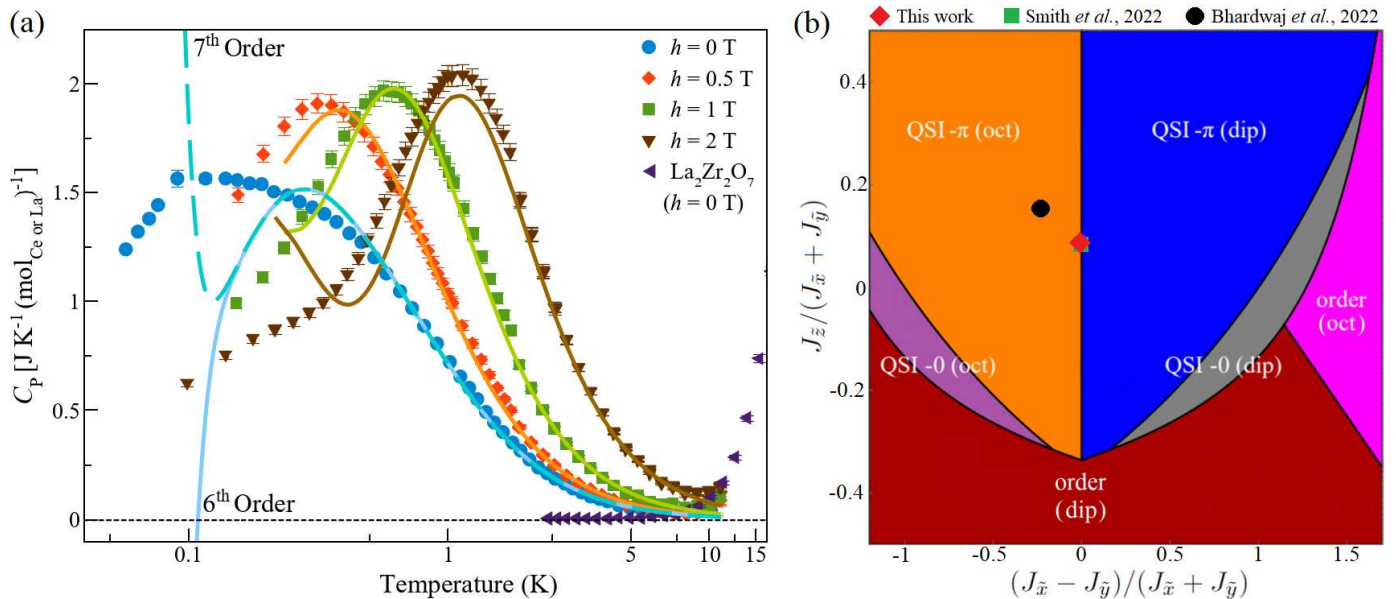 (a)
7th Order
h = 0 T
h = 0.5 T
h = 1 T
h = 2 T
La2Zr2O7
(h = 0 T)
6th Order
CP [J K-1 (molCe or La)-1]
2
1.5
1
0.5
0
0.1
1
5
10
15
Temperature (K)
(b)
This work
Smith et al., 2022
Bhardwaj et al., 2022
QSI -π (oct)
QSI -π (dip)
order
(oct)
QSI -0 (oct)
QSI -0 (dip)
order
(dip)
Jz̃/(Jx̃ + Jỹ)
0.4
0.2
0
-0.2
-0.4
-1
-0.5
0
0.5
1
1.5
(Jx̃ − Jỹ)/(Jx̃ + Jỹ)